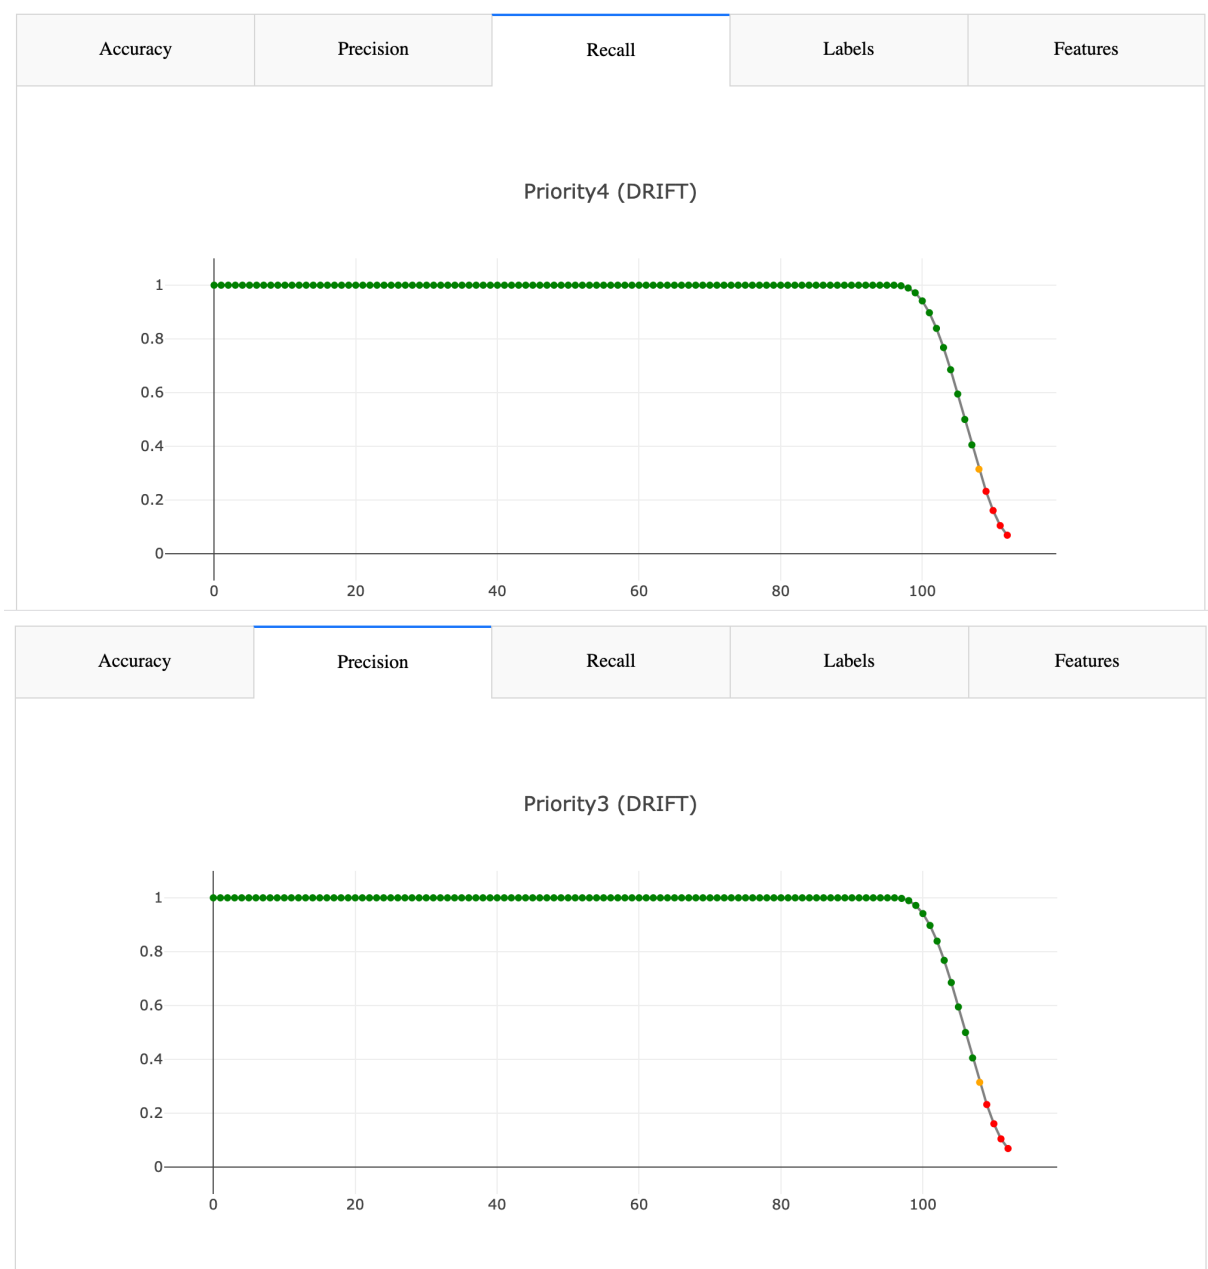 Accuracy Precision Recall Labels Features
Priority4 (DRIFT)
1
0.8
0.6
0.4
0.2
0
0 20 40 60 80 100
Accuracy Precision Recall Labels Features
Priority3 (DRIFT)
1
0.8
0.6
0.4
0.2
0
0 20 40 60 80 100